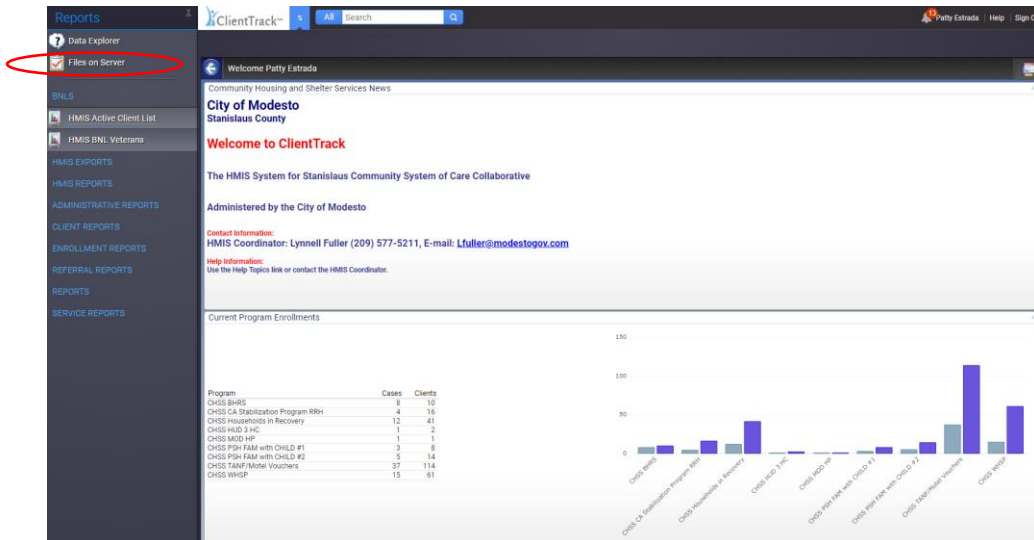 Reports
ClientTrack™
s
All
Search
13
Patty Estrada | Help | Sign O
Data Explorer
Files on Server
BNLS
HMIS Active Client List
HMIS BNL Veterans
HMIS EXPORTS
HMIS REPORTS
ADMINISTRATIVE REPORTS
CLIENT REPORTS
ENROLLMENT REPORTS
REFERRAL REPORTS
REPORTS
SERVICE REPORTS
Welcome Patty Estrada
Community Housing and Shelter Services News
City of Modesto
Stanislaus County
Welcome to ClientTrack
The HMIS System for Stanislaus Community System of Care Collaborative
Administered by the City of Modesto
Contact Information:
HMIS Coordinator: Lynnell Fuller (209) 577-5211, E-mail: Lfuller@modestogov.com
Help Information:
Use the Help Topics link or contact the HMIS Coordinator.
Current Program Enrollments
Program Cases Clients
CHSS BHRS 8 10
CHSS CA Stabilization Program RRH 4 16
CHSS Households in Recovery 12 41
CHSS HUD 3 HC 1 2
CHSS MOD HP 1 1
CHSS PSH FAM with CHILD #1 3 8
CHSS PSH FAM with CHILD #2 5 14
CHSS TANF/Motel Vouchers 37 114
CHSS WHSP 15 61
150
100
50
0
CHSS BHRS
CHSS CA Stabilization Program RRH
CHSS Households in Recovery
CHSS HUD 3 HC
CHSS MOD HP
CHSS PSH FAM with CHILD #1
CHSS PSH FAM with CHILD #2
CHSS TANF/Motel Vouchers
CHSS WHSP